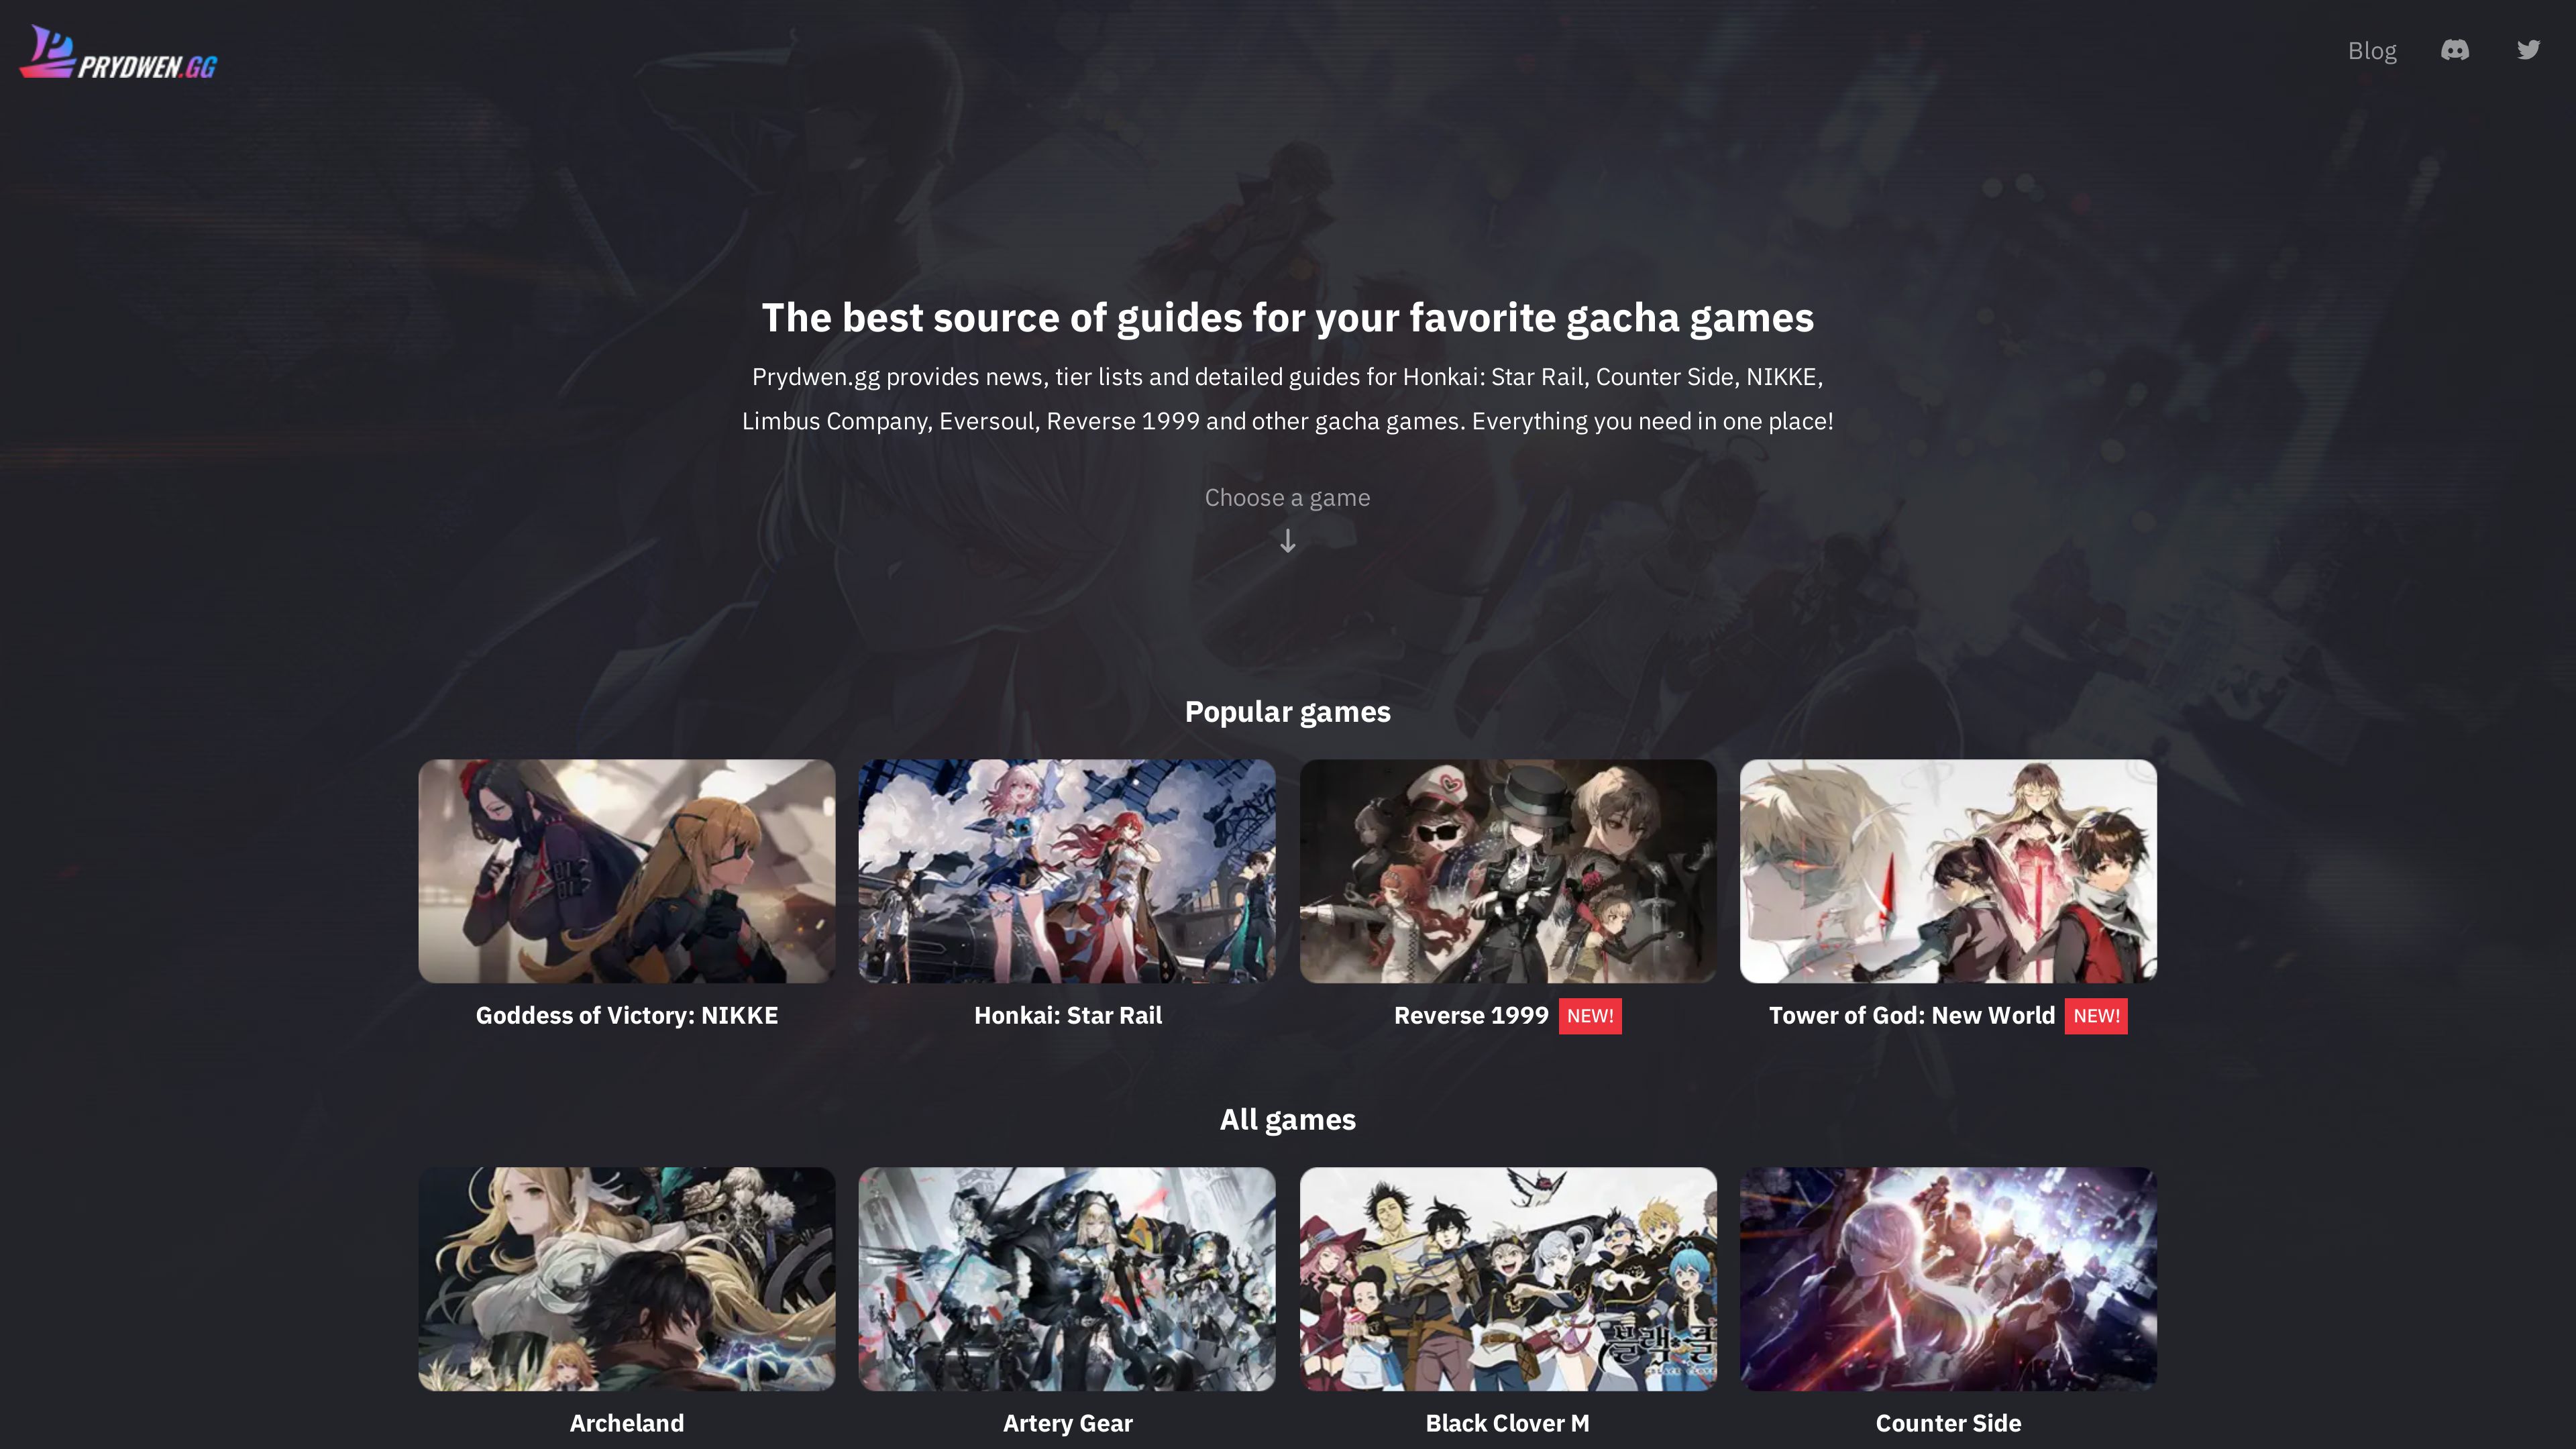 PRYDWEN.GG
Blog
The best source of guides for your favorite gacha games
Prydwen.gg provides news, tier lists and detailed guides for Honkai: Star Rail, Counter Side, NIKKE,
Limbus Company, Eversoul, Reverse 1999 and other gacha games. Everything you need in one place!
Choose a game
Popular games
Goddess of Victory: NIKKE
Honkai: Star Rail
Reverse 1999 NEW!
Tower of God: New World NEW!
All games
블랙 클
Archeland
Artery Gear
Black Clover M
Counter Side